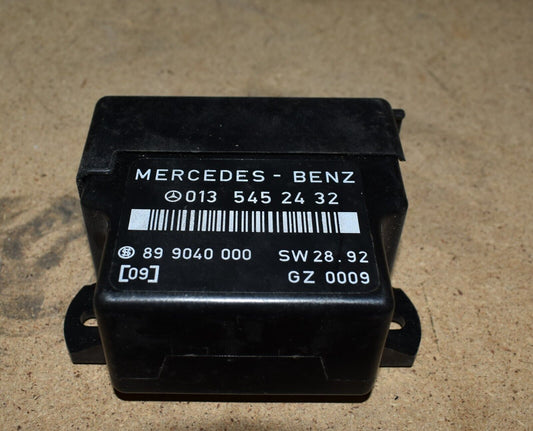 MERCEDES - BENZ
013 545 24 32
89 9040 000 SW 28. 92
[09] GZ 0009